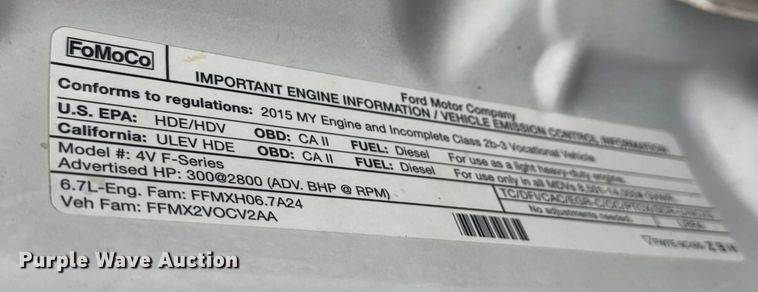 FoMoCo
Ford Motor Company
IMPORTANT ENGINE INFORMATION / VEHICLE EMISSION CONTROL INFORMATION
Conforms to regulations: 2015 MY Engine and Incomplete Class 2b-3 Vocational Vehicle
U.S. EPA: HDE/HDV OBD: CA II FUEL: Diesel For use as a light heavy-duty engine.
California: ULEV HDE OBD: CA II FUEL: Diesel For use only in all MDVs 8,501-14,000#
Model #: 4V F-Series
Advertised HP: 300@2800 (ADV. BHP @ RPM)
6.7L-Eng. Fam: FFMXH06.7A24
Veh Fam: FFMX2VOCV2AA
No adjustments needed.
Purple Wave Auction